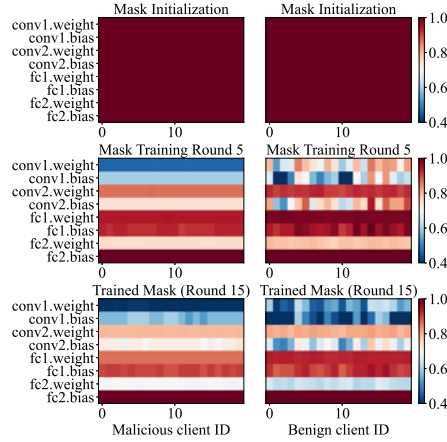 Mask Initialization Mask Initialization
conv1.weight 1.0
conv1.bias
conv2.weight 0.8
conv2.bias
fc1.weight 0.6
fc1.bias
fc2.weight
fc2.bias 0.4
10 10
Mask Training Round 5 Mask Training Round 5
conv1.weight 1.0
conv1.bias
conv2.weight 0.8
conv2.bias
fc1.weight 0.6
fc1.bias
fc2.weight
fc2.bias 0.4
10 10
Trained Mask (Round 15) Trained Mask (Round 15)
conv1.weight 1.0
conv1.bias
conv2.weight 0.8
conv2.bias
fc1.weight 0.6
fc1.bias
fc2.weight
fc2.bias 0.4
10 10
Malicious client ID Benign client ID